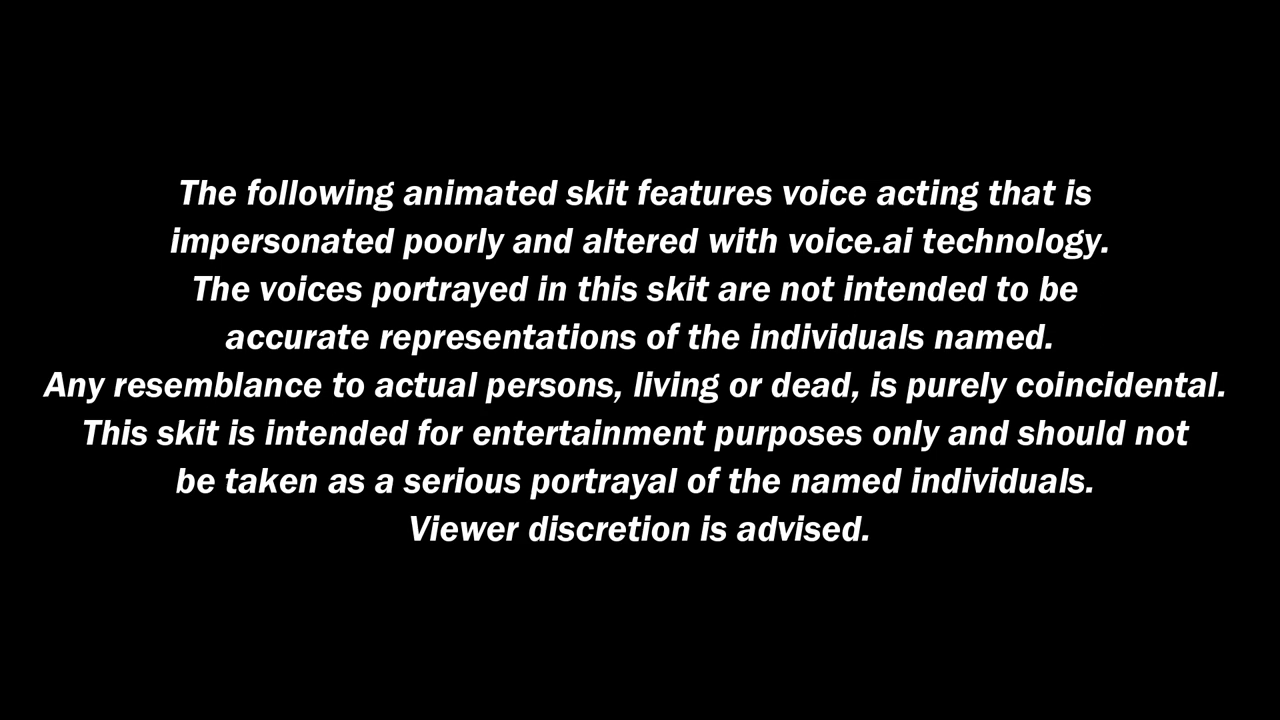 The following animated skit features voice acting that is
impersonated poorly and altered with voice.ai technology.
The voices portrayed in this skit are not intended to be
accurate representations of the individuals named.
Any resemblance to actual persons, living or dead, is purely coincidental.
This skit is intended for entertainment purposes only and should not
be taken as a serious portrayal of the named individuals.
Viewer discretion is advised.